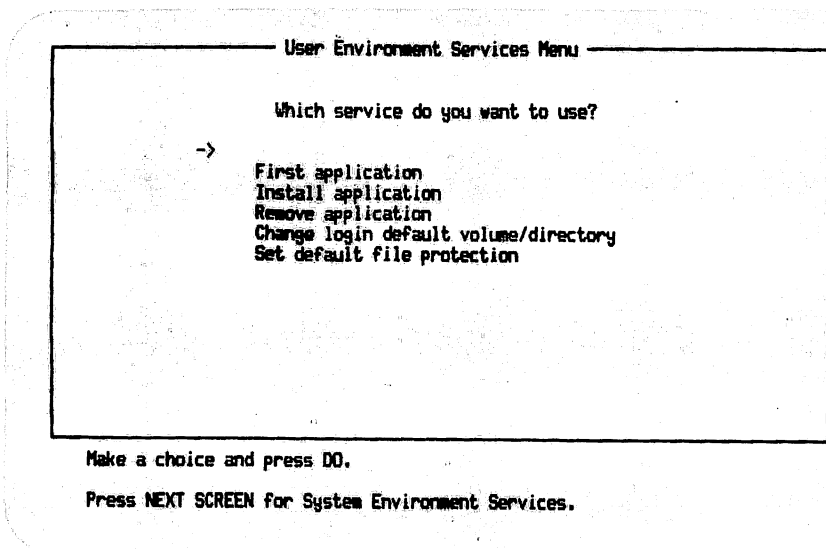 User Environment Services Menu
Which service do you want to use?
->
First application
Install application
Remove application
Change login default volume/directory
Set default file protection
Make a choice and press DO.
Press NEXT SCREEN for System Environment Services.